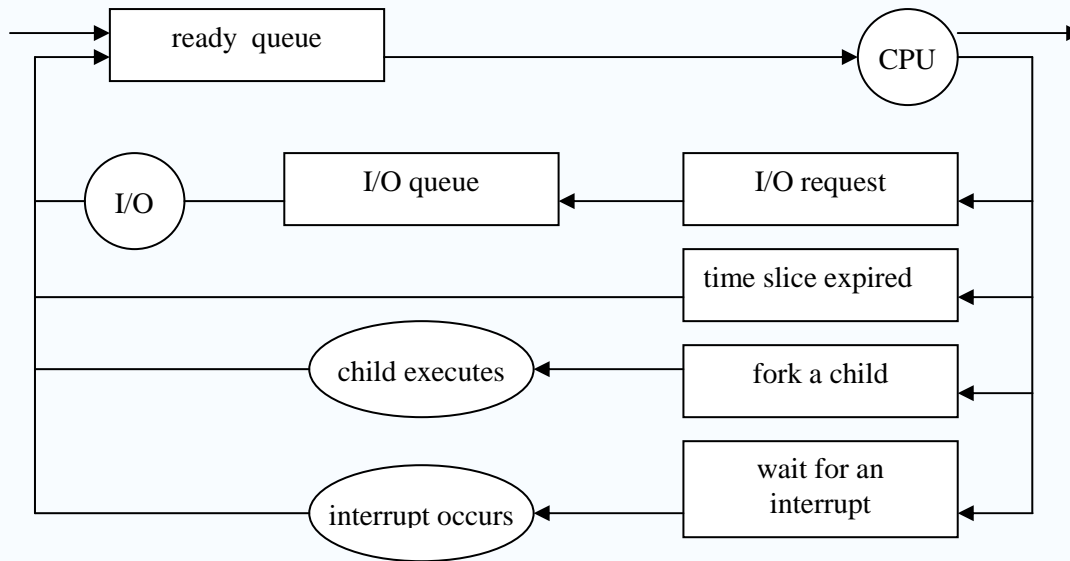 ready queue
CPU
I/O
I/O queue
I/O request
time slice expired
child executes
fork a child
wait for an
interrupt
interrupt occurs